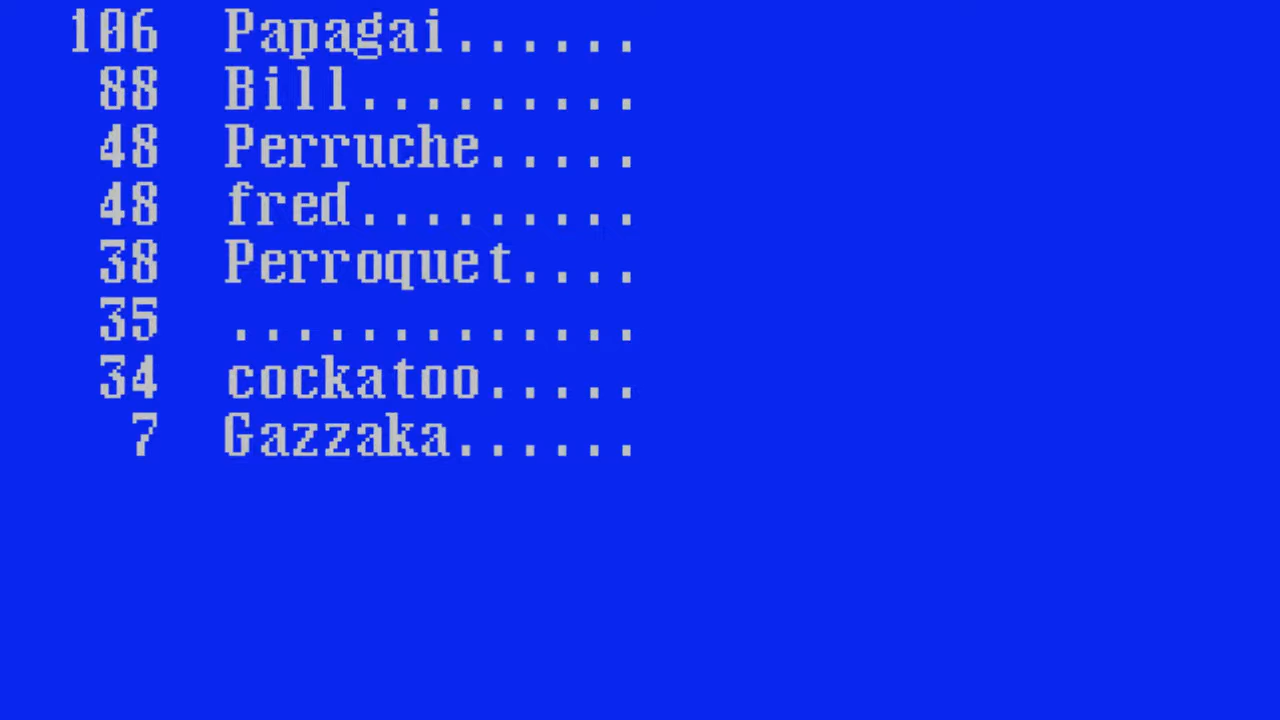 106 Papagai......
88 Bill.........
48 Perruche.....
48 fred.........
38 Perroquet....
35 .............
34 cockatoo.....
7 Gazzaka......